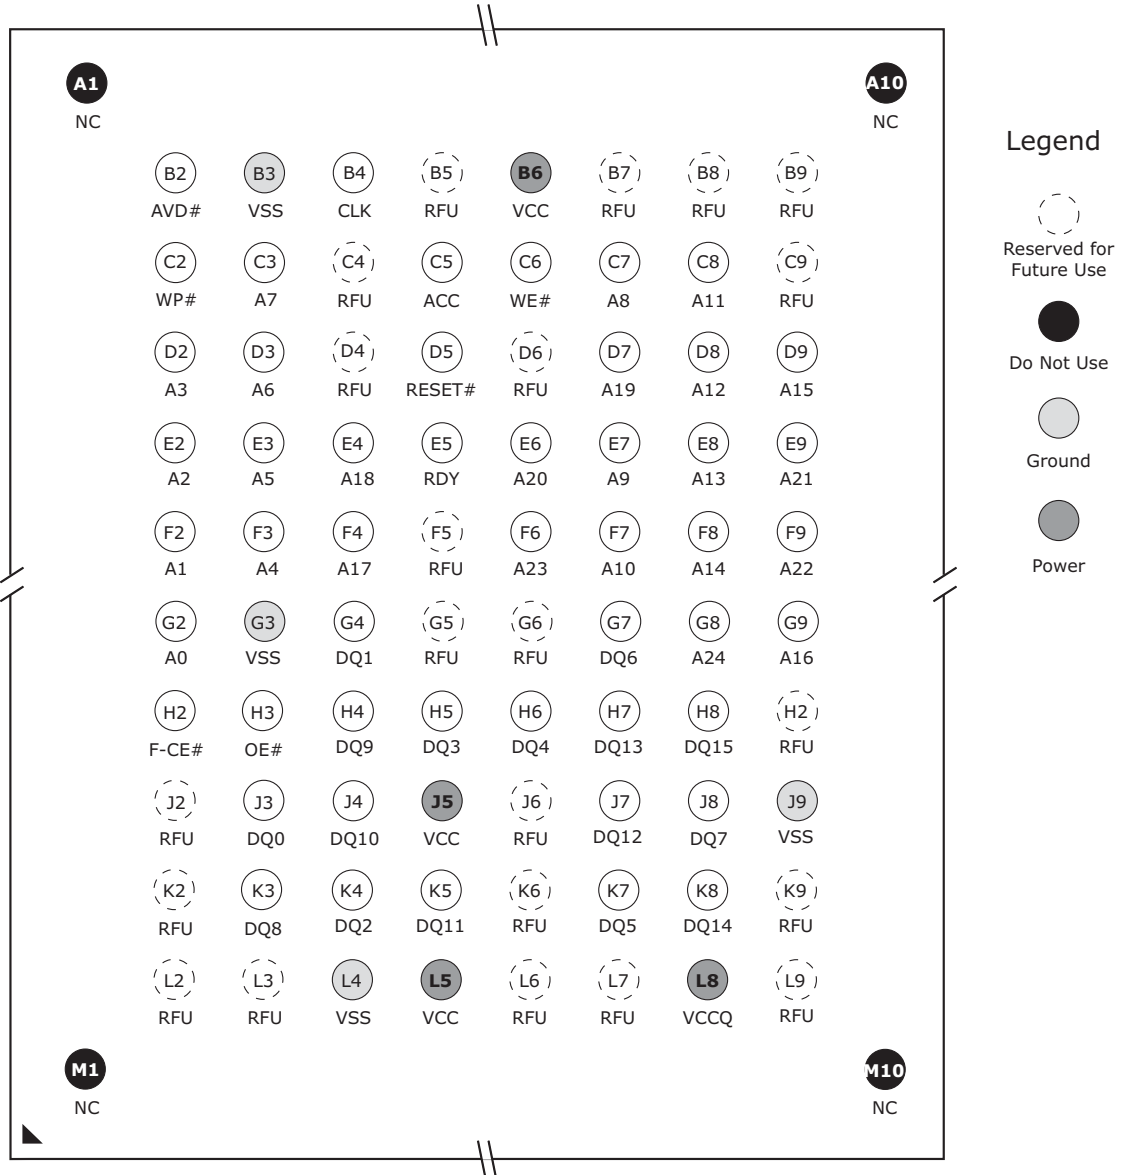 A1 A10
NC NC
Legend
B2 B3 B4 B5 B6 B7 B8 B9
AVD# VSS CLK RFU VCC RFU RFU RFU
Reserved for
Future Use
C2 C3 C4 C5 C6 C7 C8 C9
WP# A7 RFU ACC WE# A8 A11 RFU
D2 D3 D4 D5 D6 D7 D8 D9
Do Not Use
A3 A6 RFU RESET# RFU A19 A12 A15
E2 E3 E4 E5 E6 E7 E8 E9
Ground
A2 A5 A18 RDY A20 A9 A13 A21
F2 F3 F4 F5 F6 F7 F8 F9
A1 A4 A17 RFU A23 A10 A14 A22
Power
G2 G3 G4 G5 G6 G7 G8 G9
A0 VSS DQ1 RFU RFU DQ6 A24 A16
H2 H3 H4 H5 H6 H7 H8 H2
F-CE# OE# DQ9 DQ3 DQ4 DQ13 DQ15 RFU
J2 J3 J4 J5 J6 J7 J8 J9
RFU DQ0 DQ10 VCC RFU DQ12 DQ7 VSS
K2 K3 K4 K5 K6 K7 K8 K9
RFU DQ8 DQ2 DQ11 RFU DQ5 DQ14 RFU
L2 L3 L4 L5 L6 L7 L8 L9
RFU RFU VSS VCC RFU RFU VCCQ RFU
M1 M10
NC NC